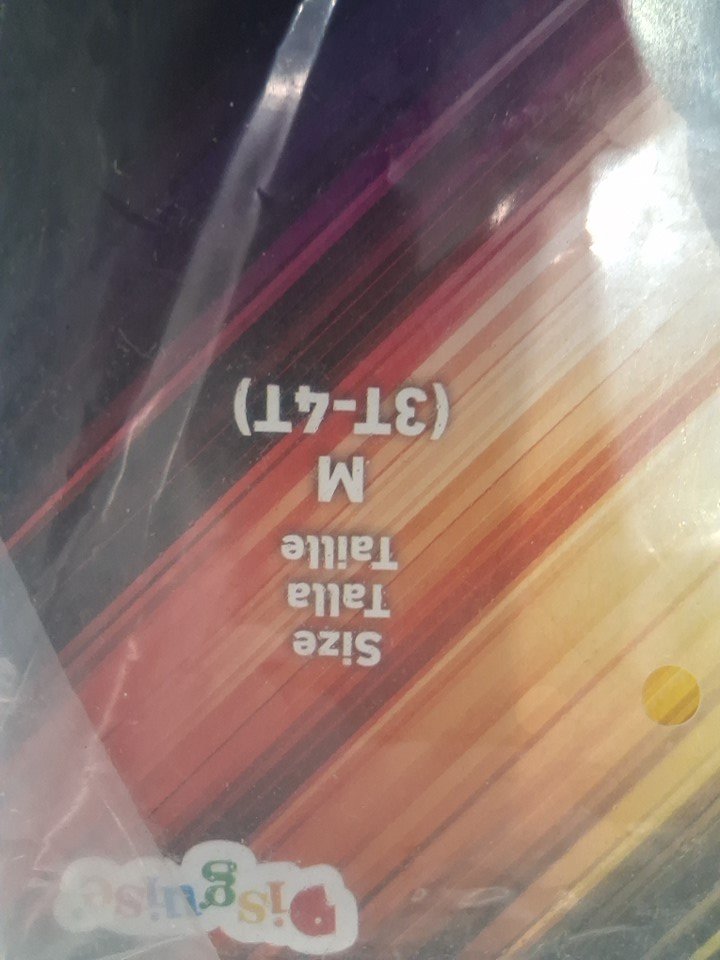 Disguise
Size
Talla
Taille
M
(3T-4T)